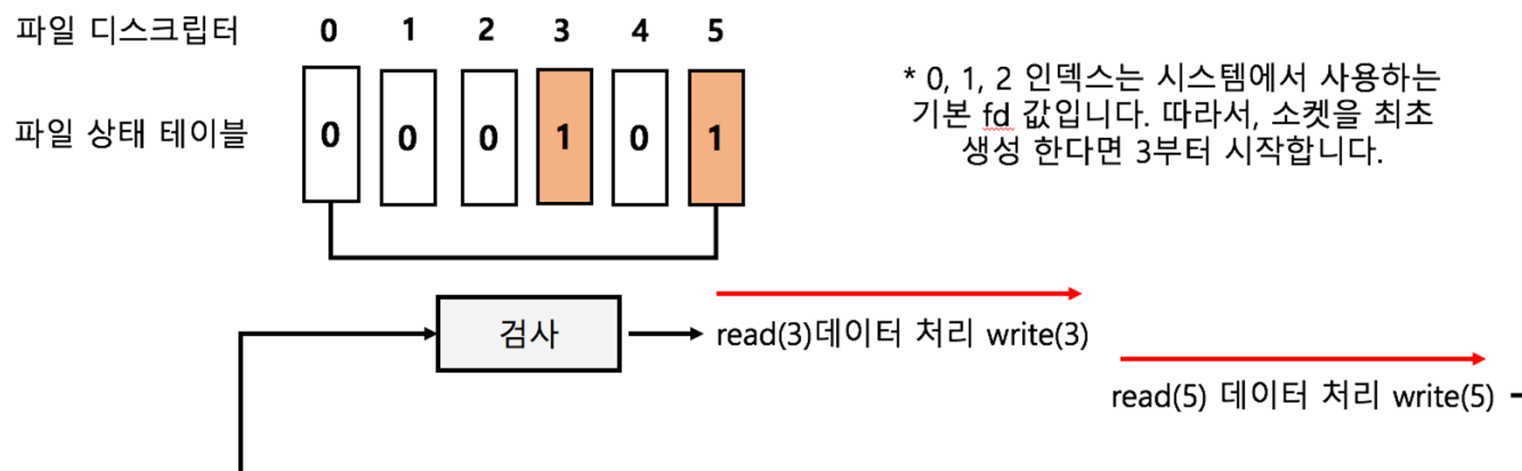 파일 디스크립터 0 1 2 3 4 5
* 0, 1, 2 인덱스는 시스템에서 사용하는
기본 fd 값입니다. 따라서, 소켓을 최초
생성 한다면 3부터 시작합니다.
파일 상태 테이블 0 0 0 1 0 1
검사
read(3)데이터 처리 write(3)
read(5) 데이터 처리 write(5)